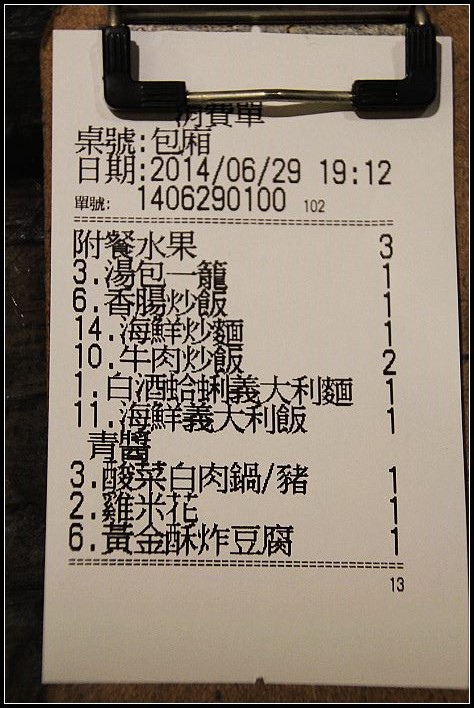 消費單
桌號:包廂
日期:2014/06/29 19:12
單號: 1406290100 102
附餐水果 3
3.湯包一籠 1
6.香腸炒飯 1
14.海鮮炒麵 1
10.牛肉炒飯 2
1.白酒蛤蜊義大利麵 1
11.海鮮義大利飯 1
青醬
3.酸菜白肉鍋/豬 1
2.雞米花 1
6.黃金酥炸豆腐 1
13